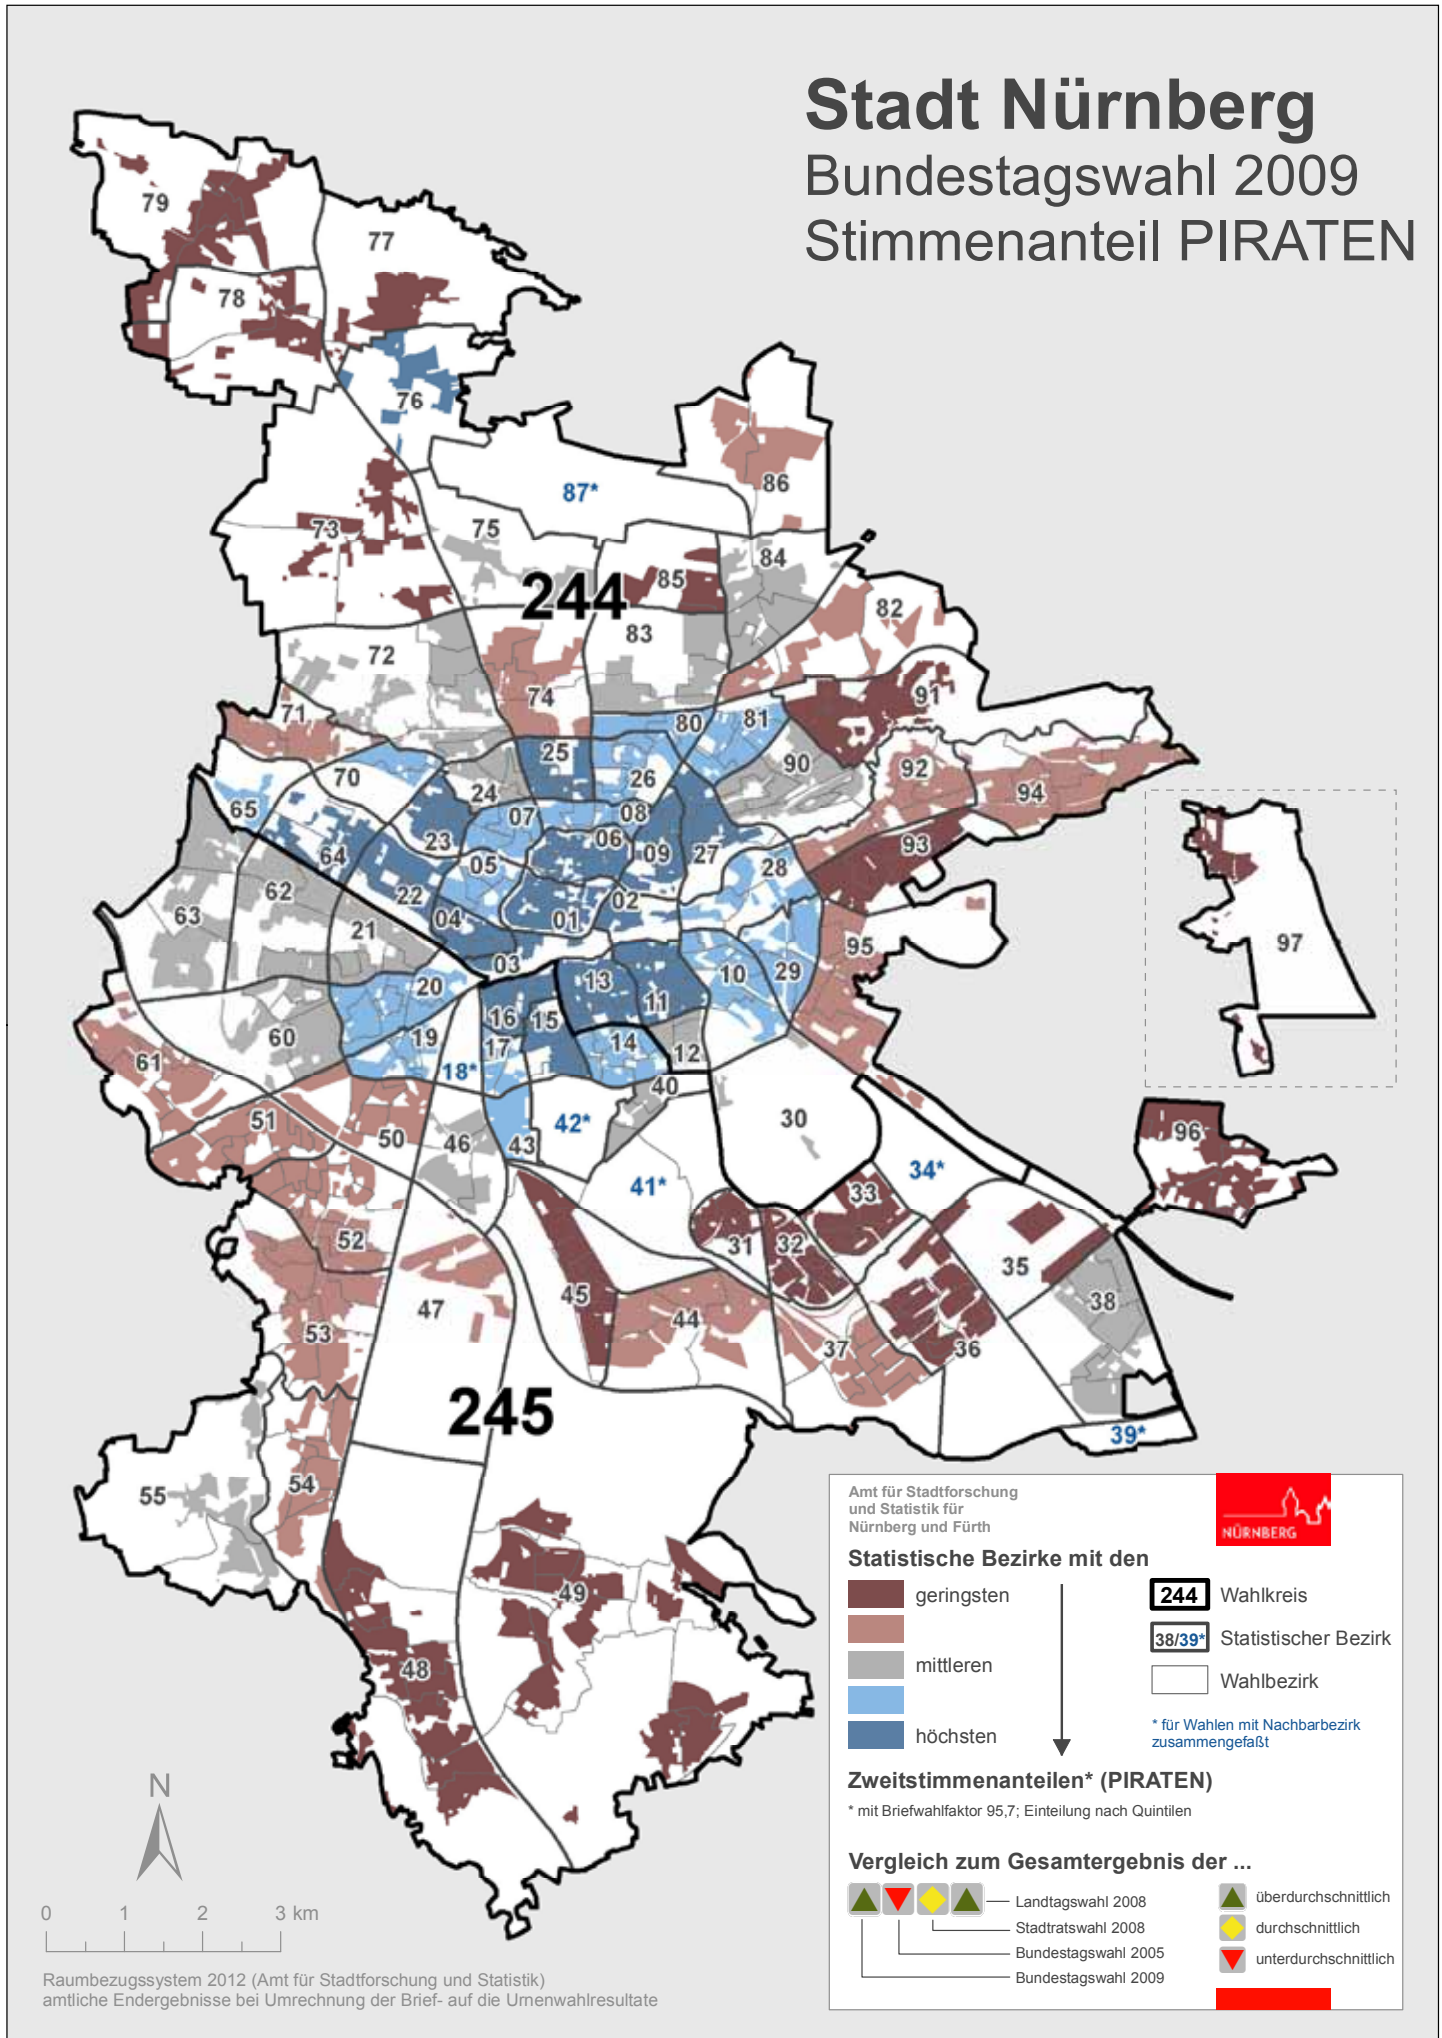 Stadt Nürnberg
Bundestagswahl 2009
Stimmenanteil PIRATEN
79
77
78
76
87*
86
73
75
84
85
244
82
83
72
74
91
71
80
81
25
90
92
70
26
94
24
65
07
08
23
06
93
64
09
27
05
28
62
22
02
04
01
63
21
95
97
03
20
13
10
29
11
16
15
60
19
14
17
12
61
18*
40
30
51
42*
50
46
43
96
34*
41*
33
52
31
32
35
45
47
38
44
53
37
36
245
39*
54
55
49
48
Amt für Stadtforschung
und Statistik für
Nürnberg und Fürth
NÜRNBERG
Statistische Bezirke mit den
geringsten
mittleren
höchsten
244 Wahlkreis
38/39* Statistischer Bezirk
Wahlbezirk
* für Wahlen mit Nachbarbezirk
zusammengefaßt
Zweitstimmenanteilen* (PIRATEN)
* mit Briefwahlfaktor 95,7; Einteilung nach Quintilen
Vergleich zum Gesamtergebnis der ...
Landtagswahl 2008
Stadtratswahl 2008
Bundestagswahl 2005
Bundestagswahl 2009
überdurchschnittlich
durchschnittlich
unterdurchschnittlich
N
0 1 2 3 km
Raumbezugssystem 2012 (Amt für Stadtforschung und Statistik)
amtliche Endergebnisse bei Umrechnung der Brief- auf die Urnenwahlresultate